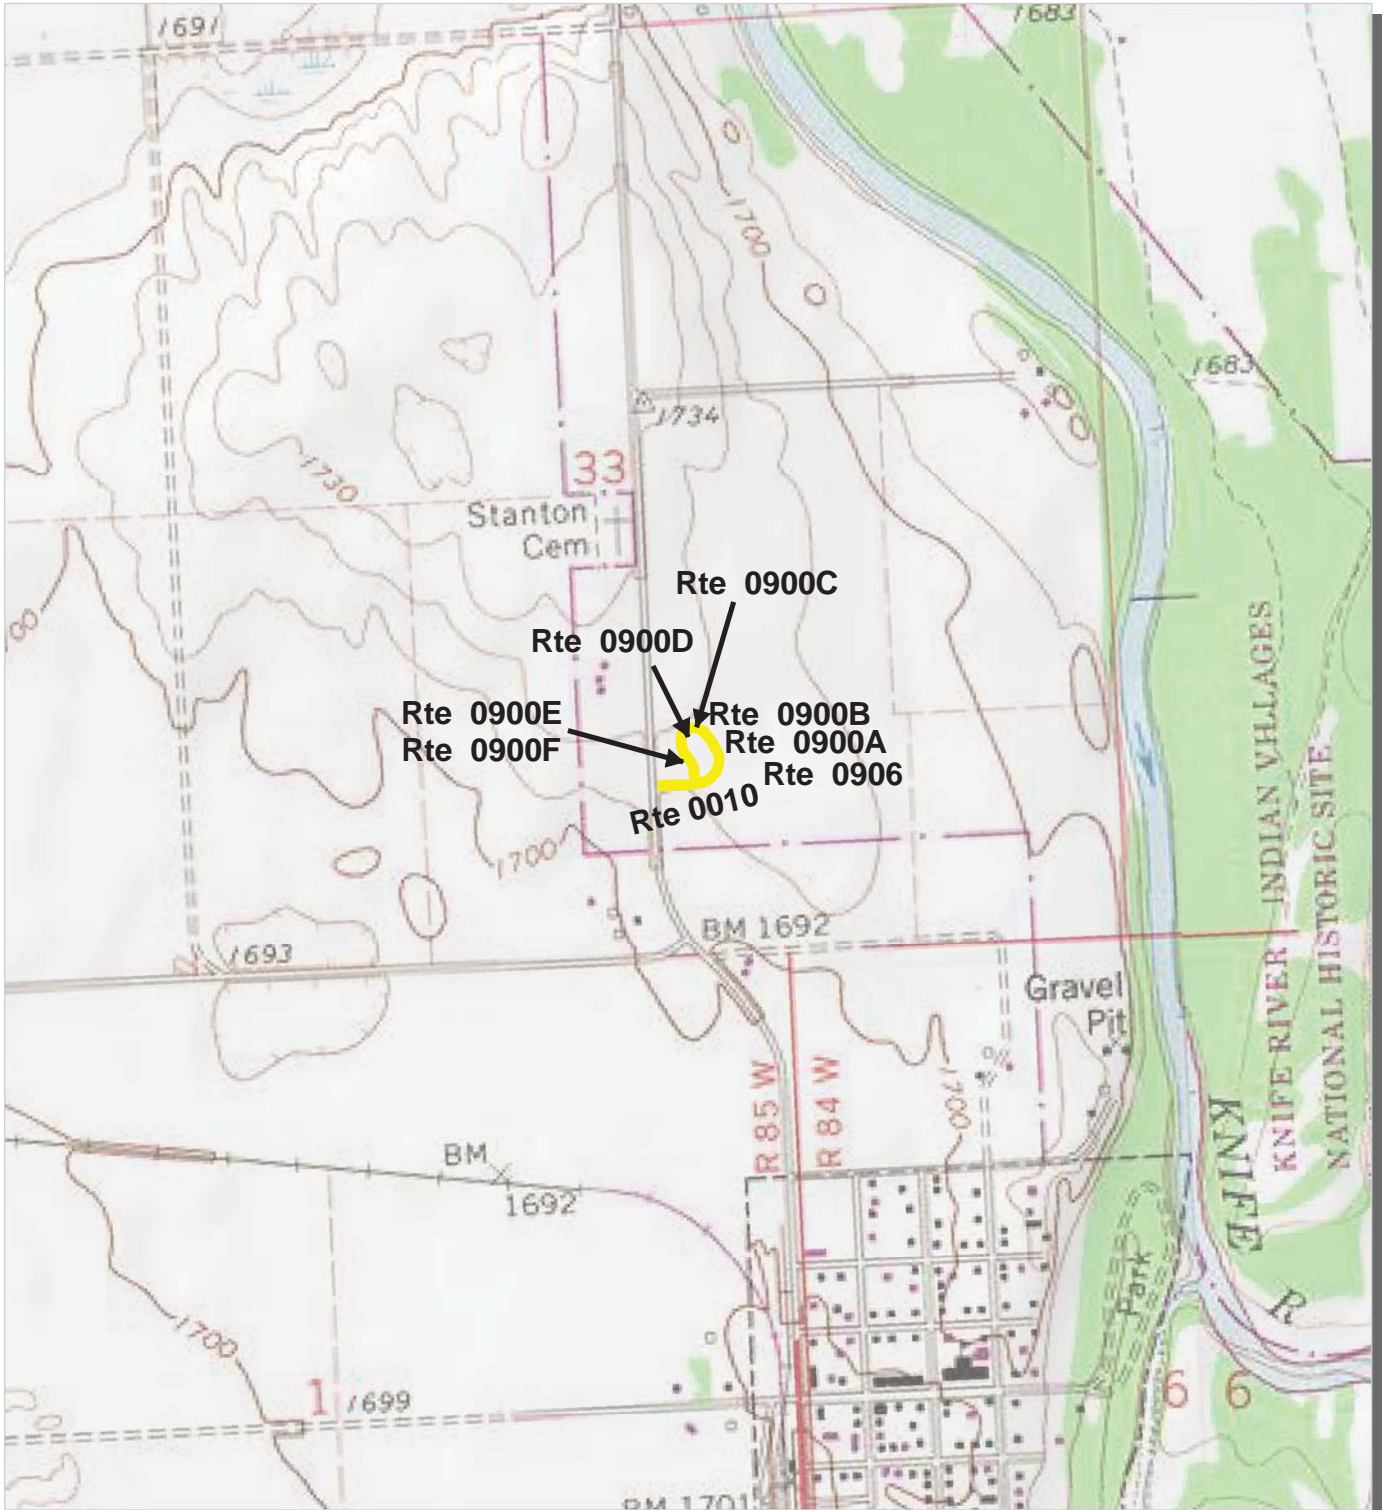 1691
1683
1700
1683
1734
1730
33
Stanton
Cem
Rte 0900C
Rte 0900D
Rte 0900E
Rte 0900F
Rte 0900B
Rte 0900A
Rte 0906
Rte 0010
00
1700
BM 1692
1693
Gravel
Pit
INDIAN VILLAGES
KNIFE RIVER
NATIONAL HISTORIC SITE
R 85 W
R 84 W
1700
KNIFE
R
BM
1692
Park
1700
1
1699
6
6
BM 1701